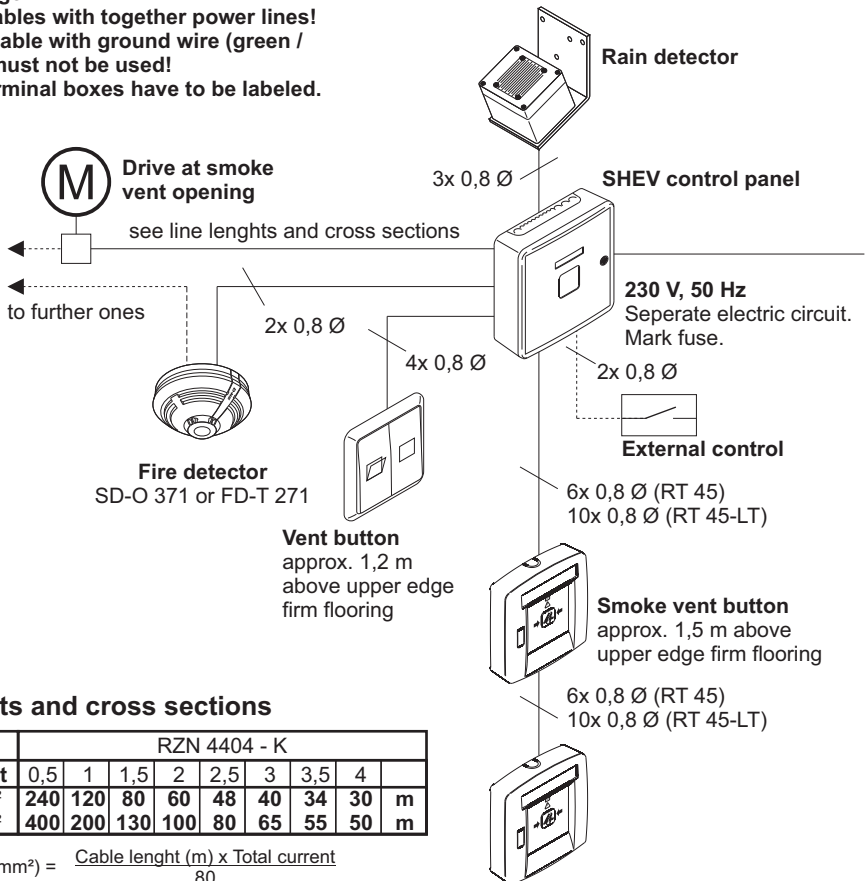 ables with together power lines!
able with ground wire (green /
must not be used!
rminal boxes have to be labeled.
Rain detector
M
Drive at smoke
vent opening
3x 0,8 Ø
SHEV control panel
see line lenghts and cross sections
to further ones
2x 0,8 Ø
230 V, 50 Hz
Seperate electric circuit.
Mark fuse.
4x 0,8 Ø
2x 0,8 Ø
External control
Fire detector
SD-O 371 or FD-T 271
6x 0,8 Ø (RT 45)
10x 0,8 Ø (RT 45-LT)
Vent button
approx. 1,2 m
above upper edge
firm flooring
Smoke vent button
approx. 1,5 m above
upper edge firm flooring
6x 0,8 Ø (RT 45)
10x 0,8 Ø (RT 45-LT)
ts and cross sections
RZN 4404 - K
t 0,5 1 1,5 2 2,5 3 3,5 4
² 240 120 80 60 48 40 34 30 m
² 400 200 130 100 80 65 55 50 m
mm²) = Cable lenght (m) x Total current
80